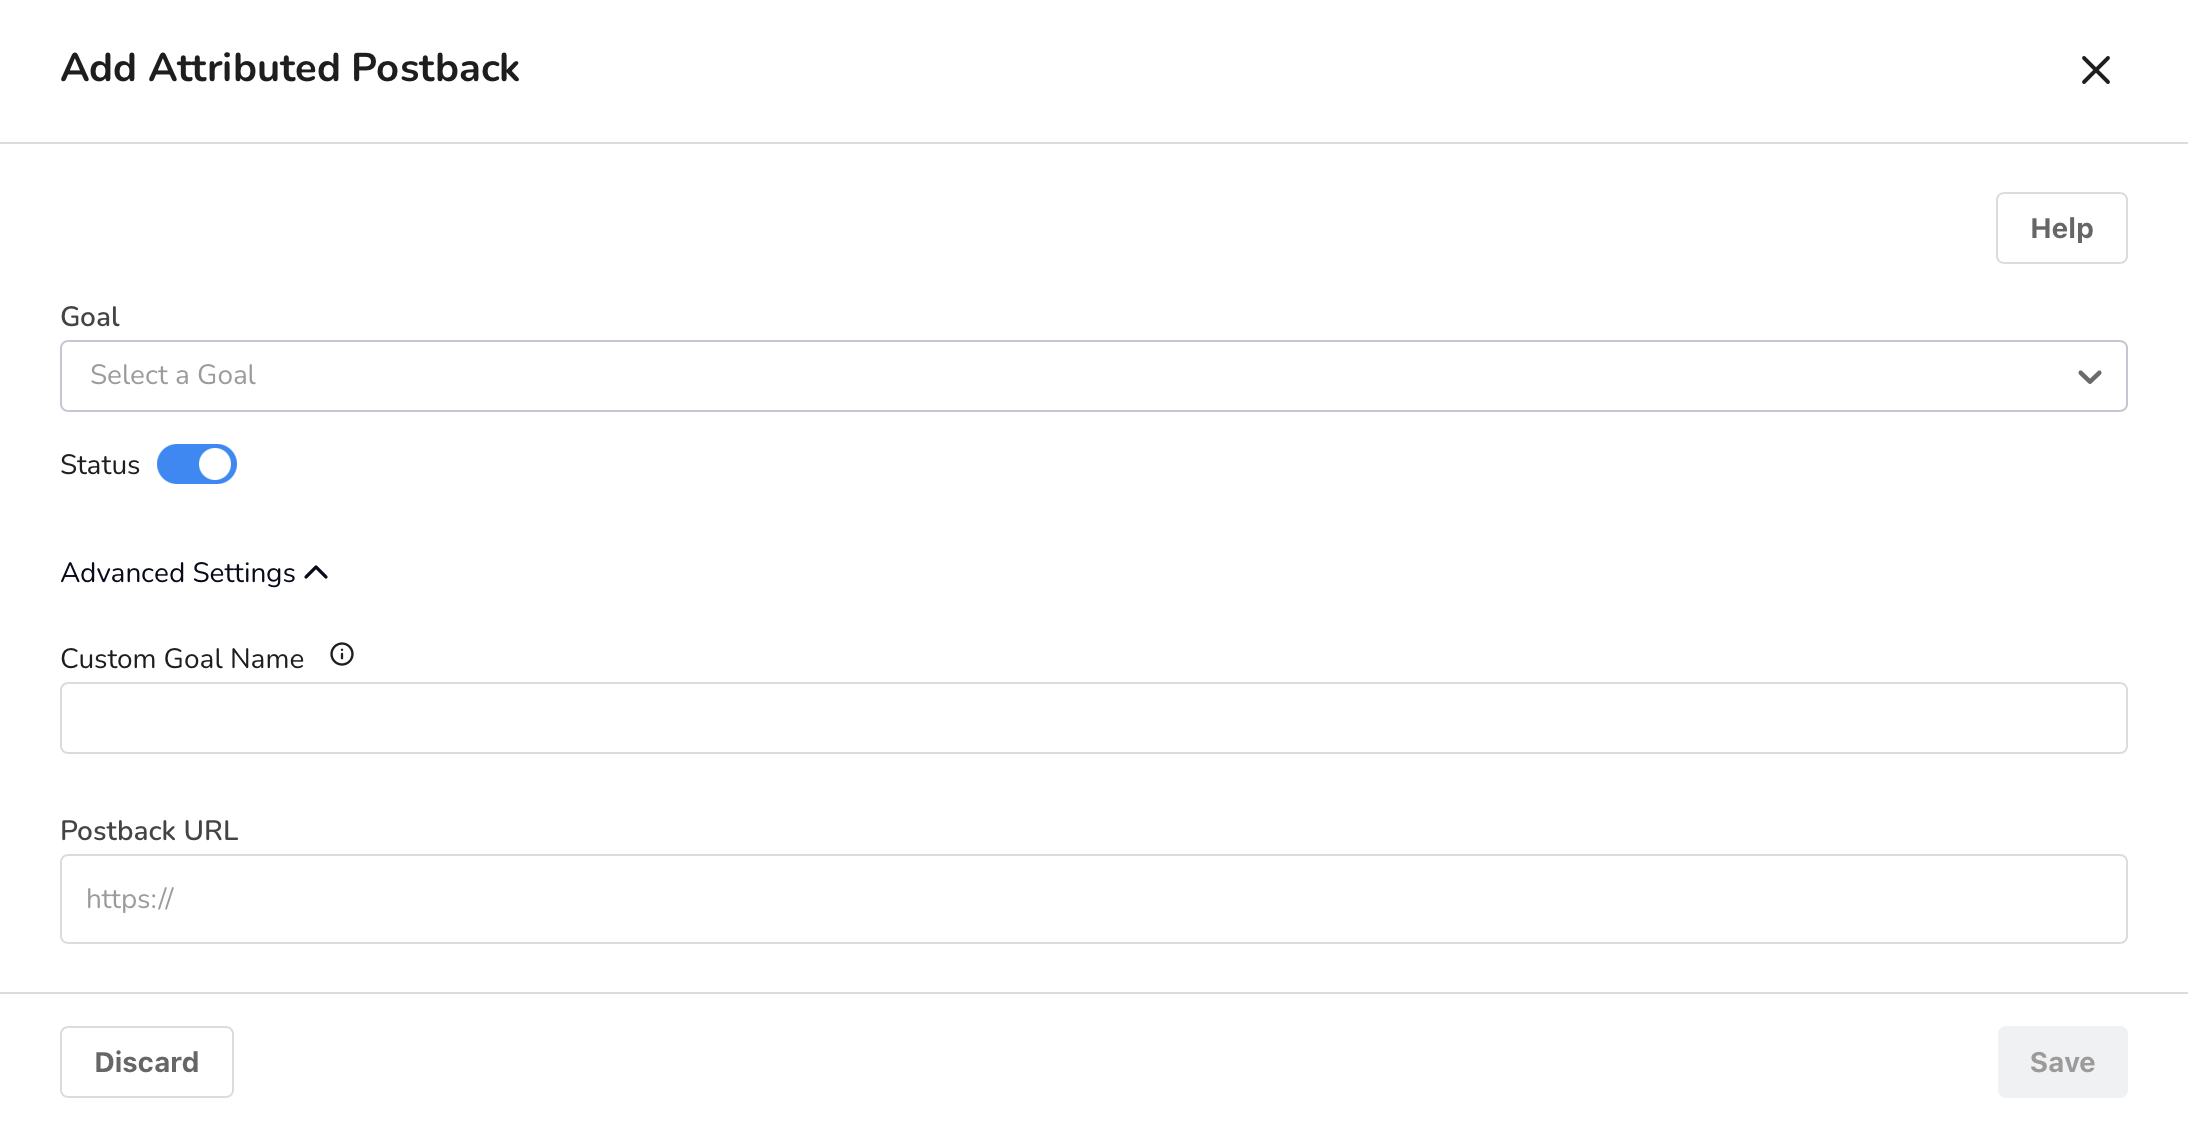 Add Attributed Postback
Help
Goal
Select a Goal
Status
Advanced Settings
Custom Goal Name
Postback URL
https://
Discard
Save